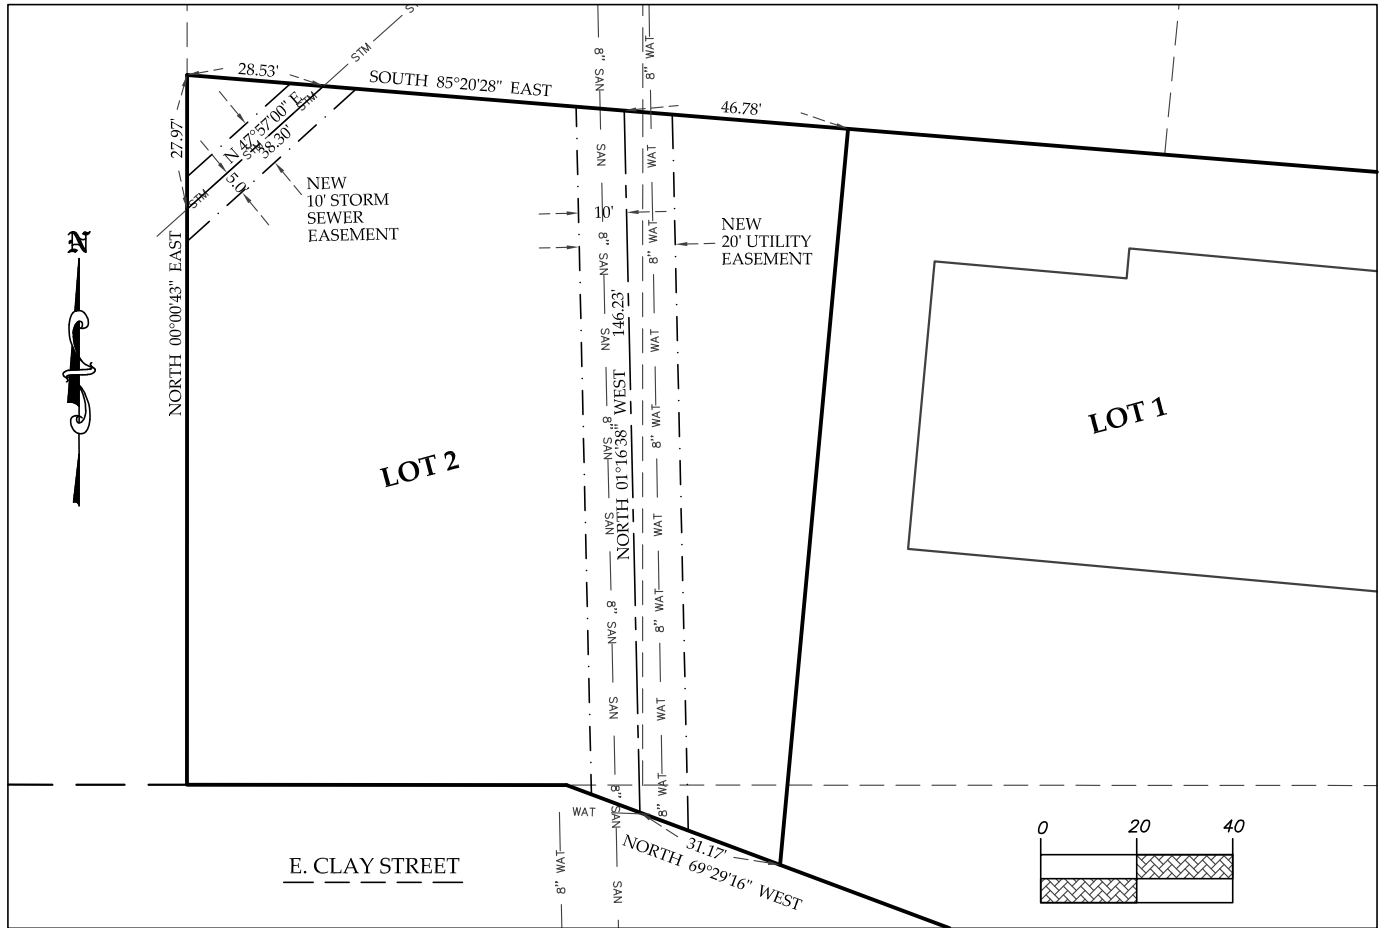 STM
8" SAN
8" WAT
28.53'
SOUTH 85°20'28" EAST
46.78'
27.97'
N 47°57'00" E
38.30'
STM
STM
STM
STM
5.0'
NEW
10' STORM
SEWER
EASEMENT
SAN
WAT
10'
NEW
20' UTILITY
EASEMENT
8" SAN
8" WAT
N
NORTH 00°00'43" EAST
146.23'
NORTH 01°16'38" WEST
SAN
WAT
8" SAN
8" WAT
LOT 1
LOT 2
SAN
WAT
8" SAN
8" WAT
SAN
WAT
8" SAN
8" WAT
WAT
31.17'
NORTH 69°29'16" WEST
8" WAT
SAN
E. CLAY STREET
0 20 40